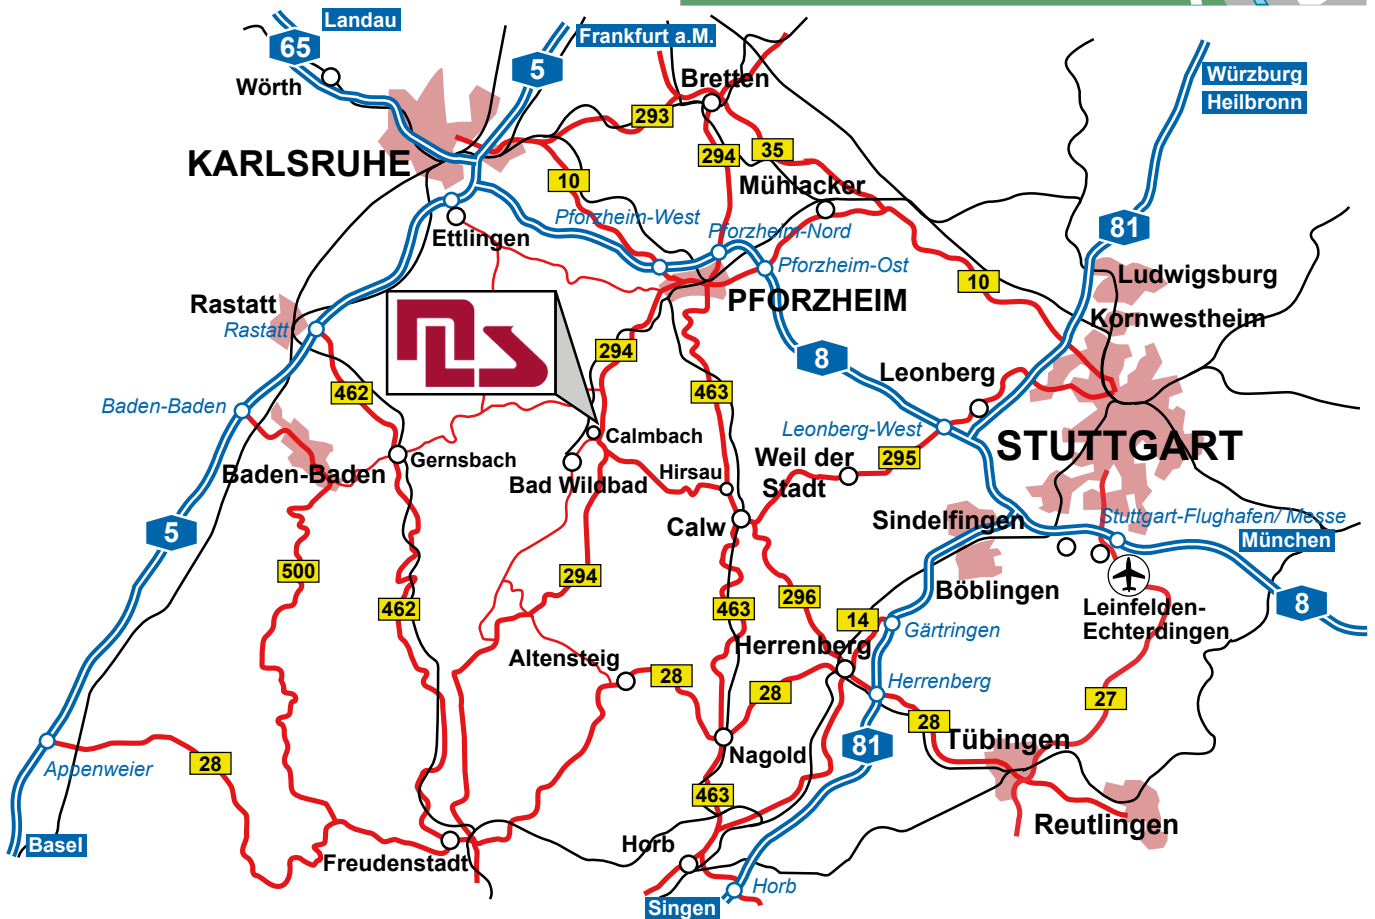 Landau
65
Frankfurt a.M.
5
Wörth
Bretten
Würzburg
Heilbronn
293
KARLSRUHE
294
35
10
Mühlacker
Pforzheim-West
81
Ettlingen
Pforzheim-Nord
Pforzheim-Ost
Ludwigsburg
10
Rastatt
PFORZHEIM
Kornwestheim
Rastatt
NLS
294
8
Leonberg
462
463
Baden-Baden
Leonberg-West
Calmbach
STUTTGART
Gernsbach
Weil der
Stadt
295
Baden-Baden
Bad Wildbad
Hirsau
Calw
Sindelfingen
Stuttgart-Flughafen/ Messe
München
5
500
294
Böblingen
296
8
462
463
14
Leinfelden-
Echterdingen
Gärtringen
Herrenberg
Altensteig
28
28
Herrenberg
27
28
Tübingen
81
Nagold
Appenweier
28
463
Reutlingen
Basel
Horb
Freudenstadt
Horb
Singen